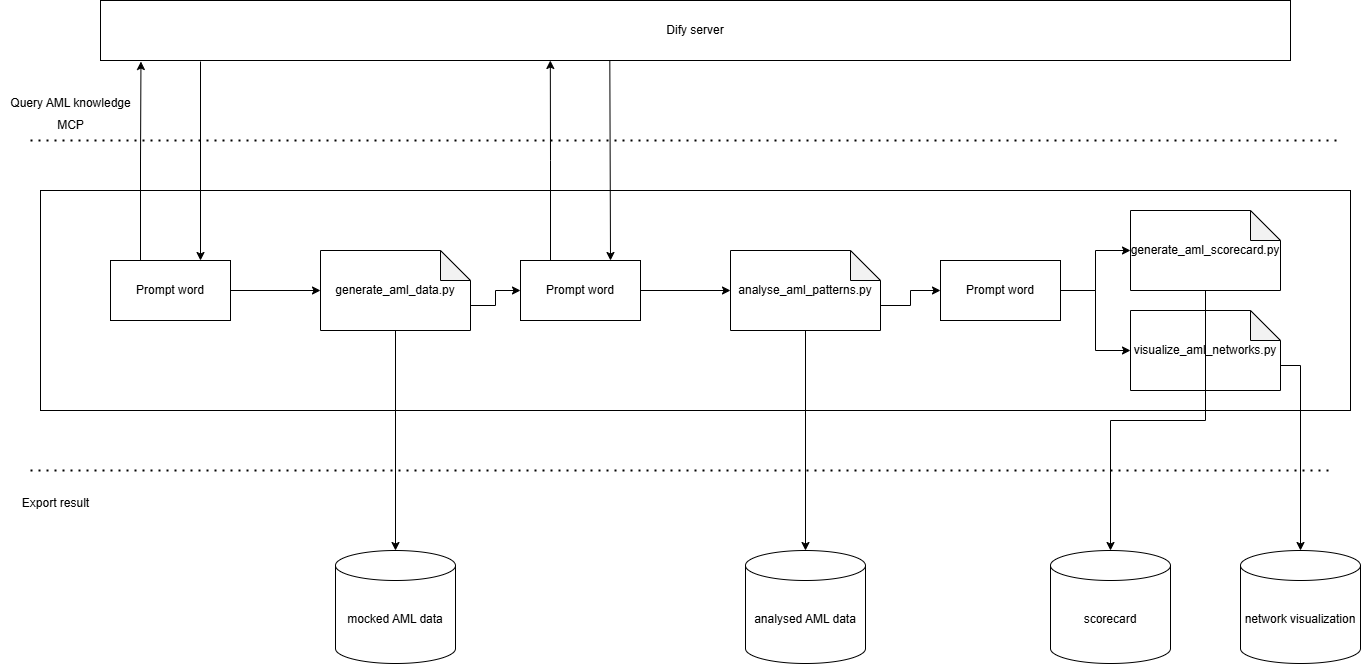 Dify server
Query AML knowledge
MCP
Prompt word
generate_aml_data.py
Prompt word
analyse_aml_patterns.py
Prompt word
generate_aml_scorecard.py
visualize_aml_networks.py
Export result
mocked AML data
analysed AML data
scorecard
network visualization